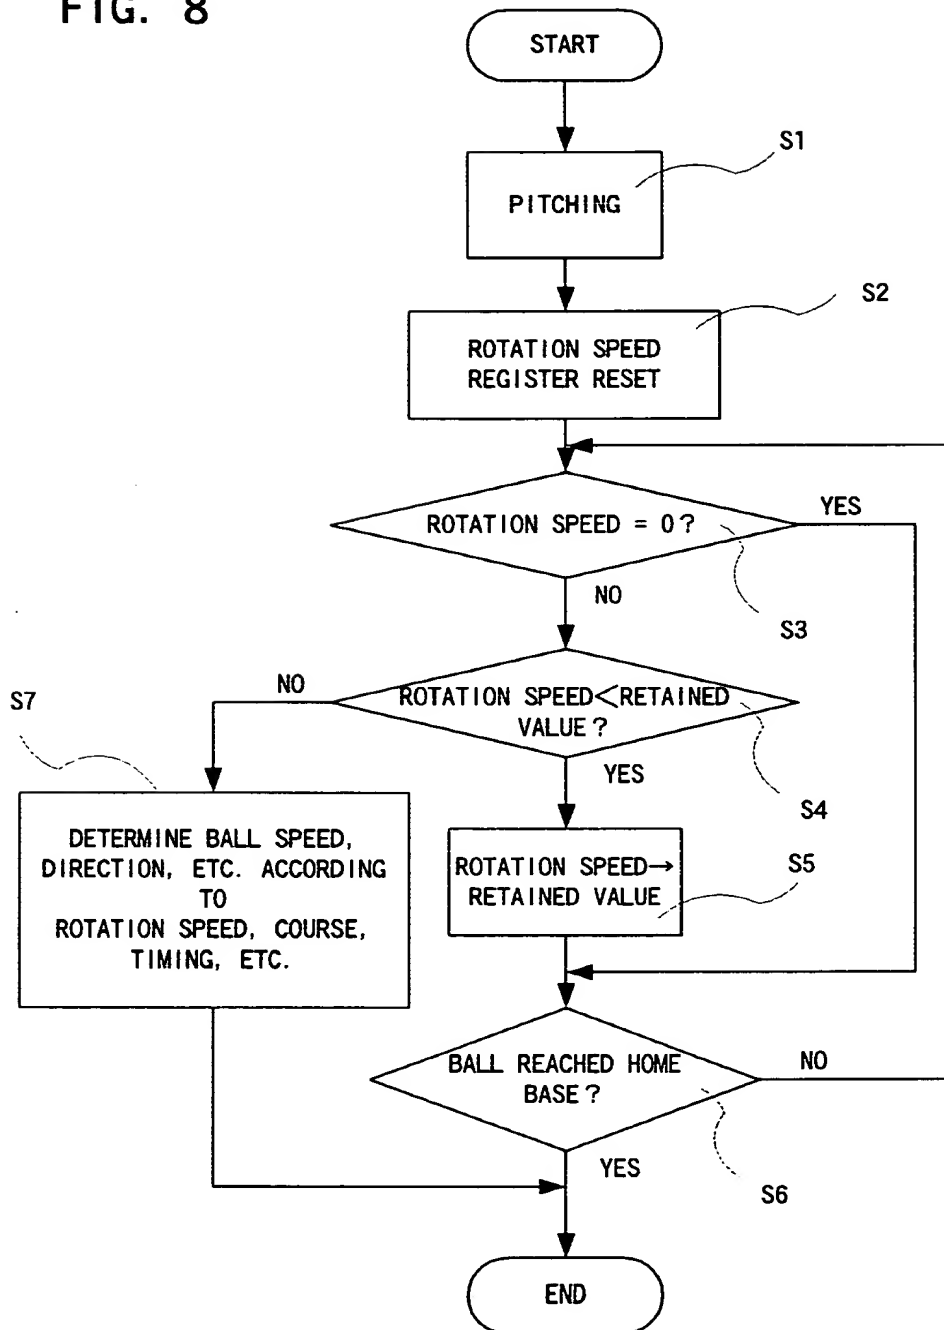 FIG. 8
START
S1
PITCHING
S2
ROTATION SPEED
REGISTER RESET
ROTATION SPEED = 0?
YES
S3
NO
ROTATION SPEED<RETAINED
VALUE?
NO
S4
YES
S7
DETERMINE BALL SPEED,
DIRECTION, ETC. ACCORDING
TO
ROTATION SPEED, COURSE,
TIMING, ETC.
ROTATION SPEED→
RETAINED VALUE
S5
BALL REACHED HOME
BASE?
NO
S6
YES
END